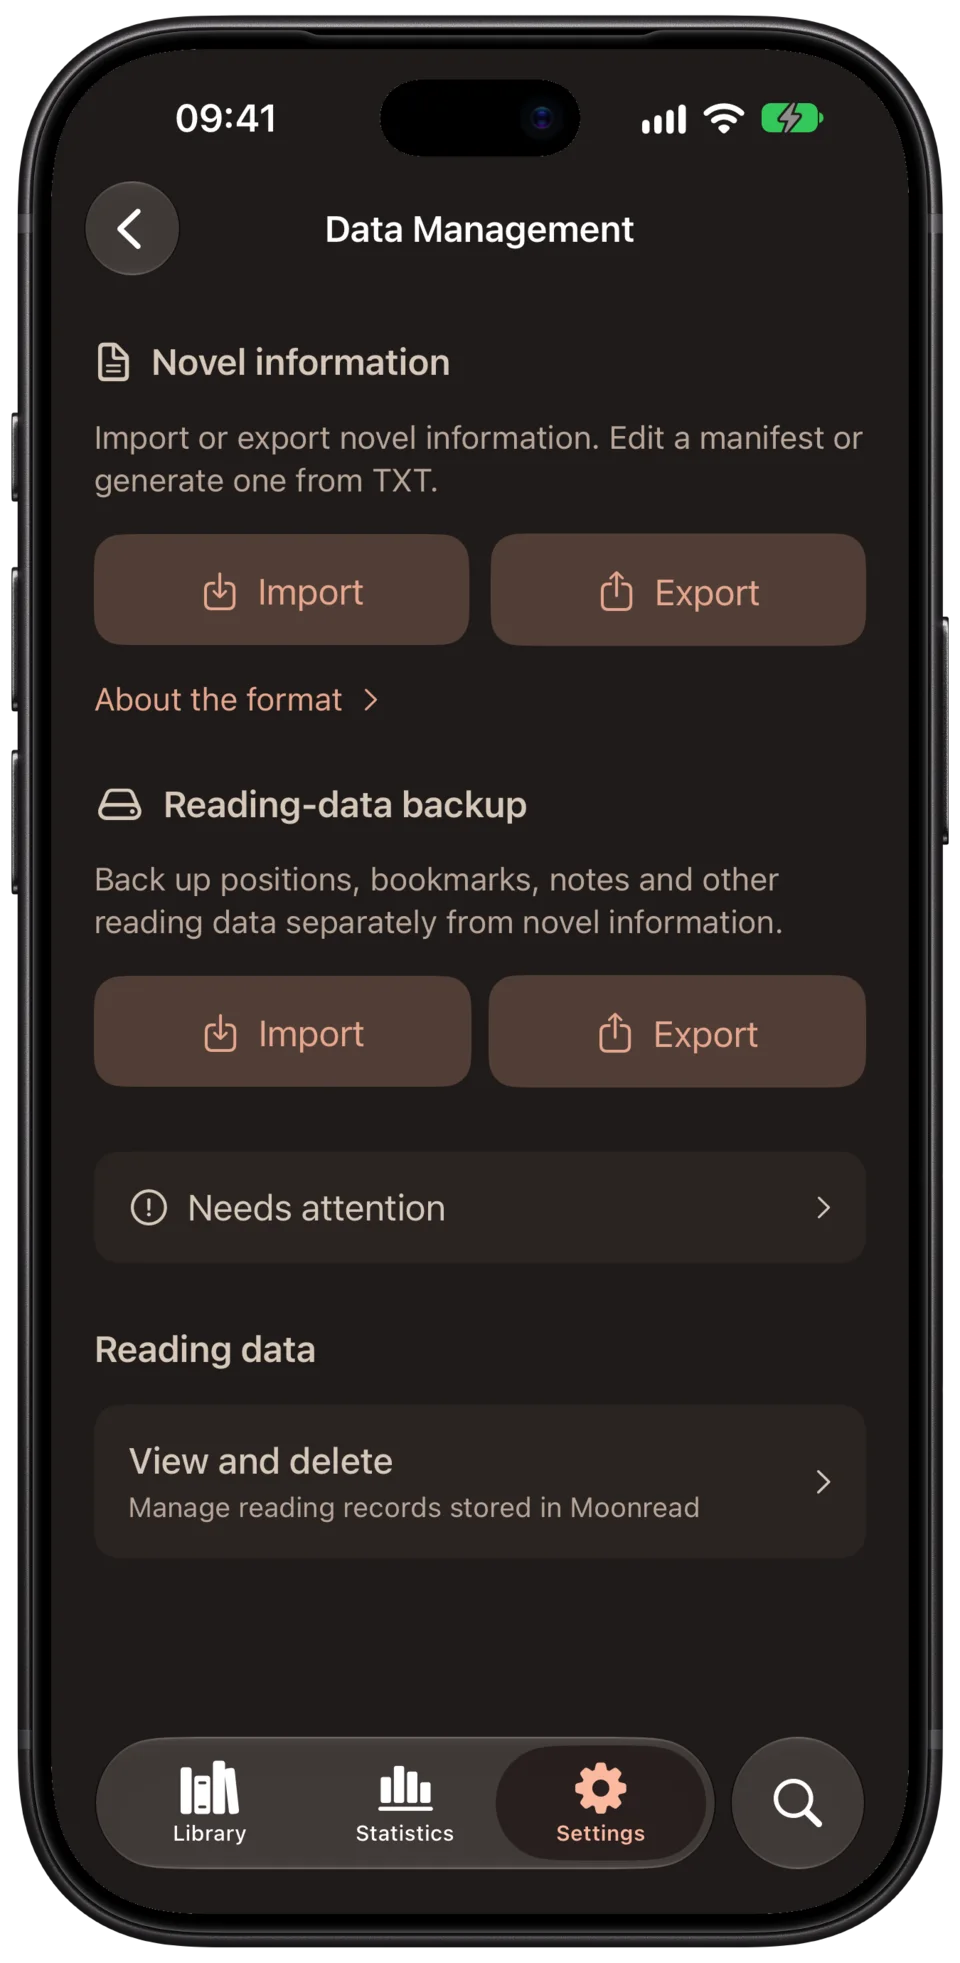 09:41
Data Management
Novel information
Import or export novel information. Edit a manifest or
generate one from TXT.
Import
Export
About the format
Reading-data backup
Back up positions, bookmarks, notes and other
reading data separately from novel information.
Import
Export
Needs attention
Reading data
View and delete
Manage reading records stored in Moonread
Library
Statistics
Settings